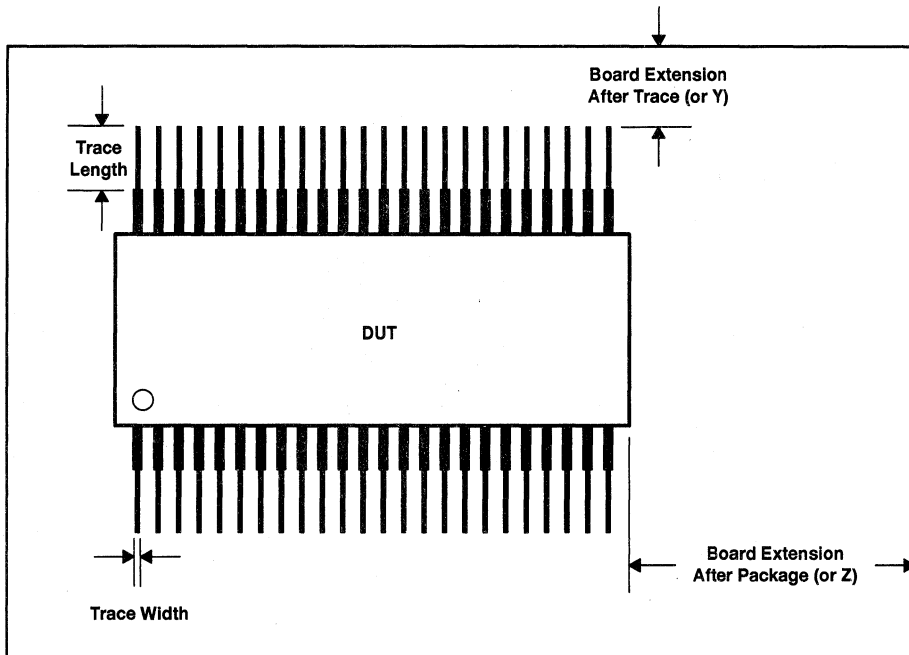 Board Extension
After Trace (or Y)
Trace
Length
DUT
Board Extension
After Package (or Z)
Trace Width